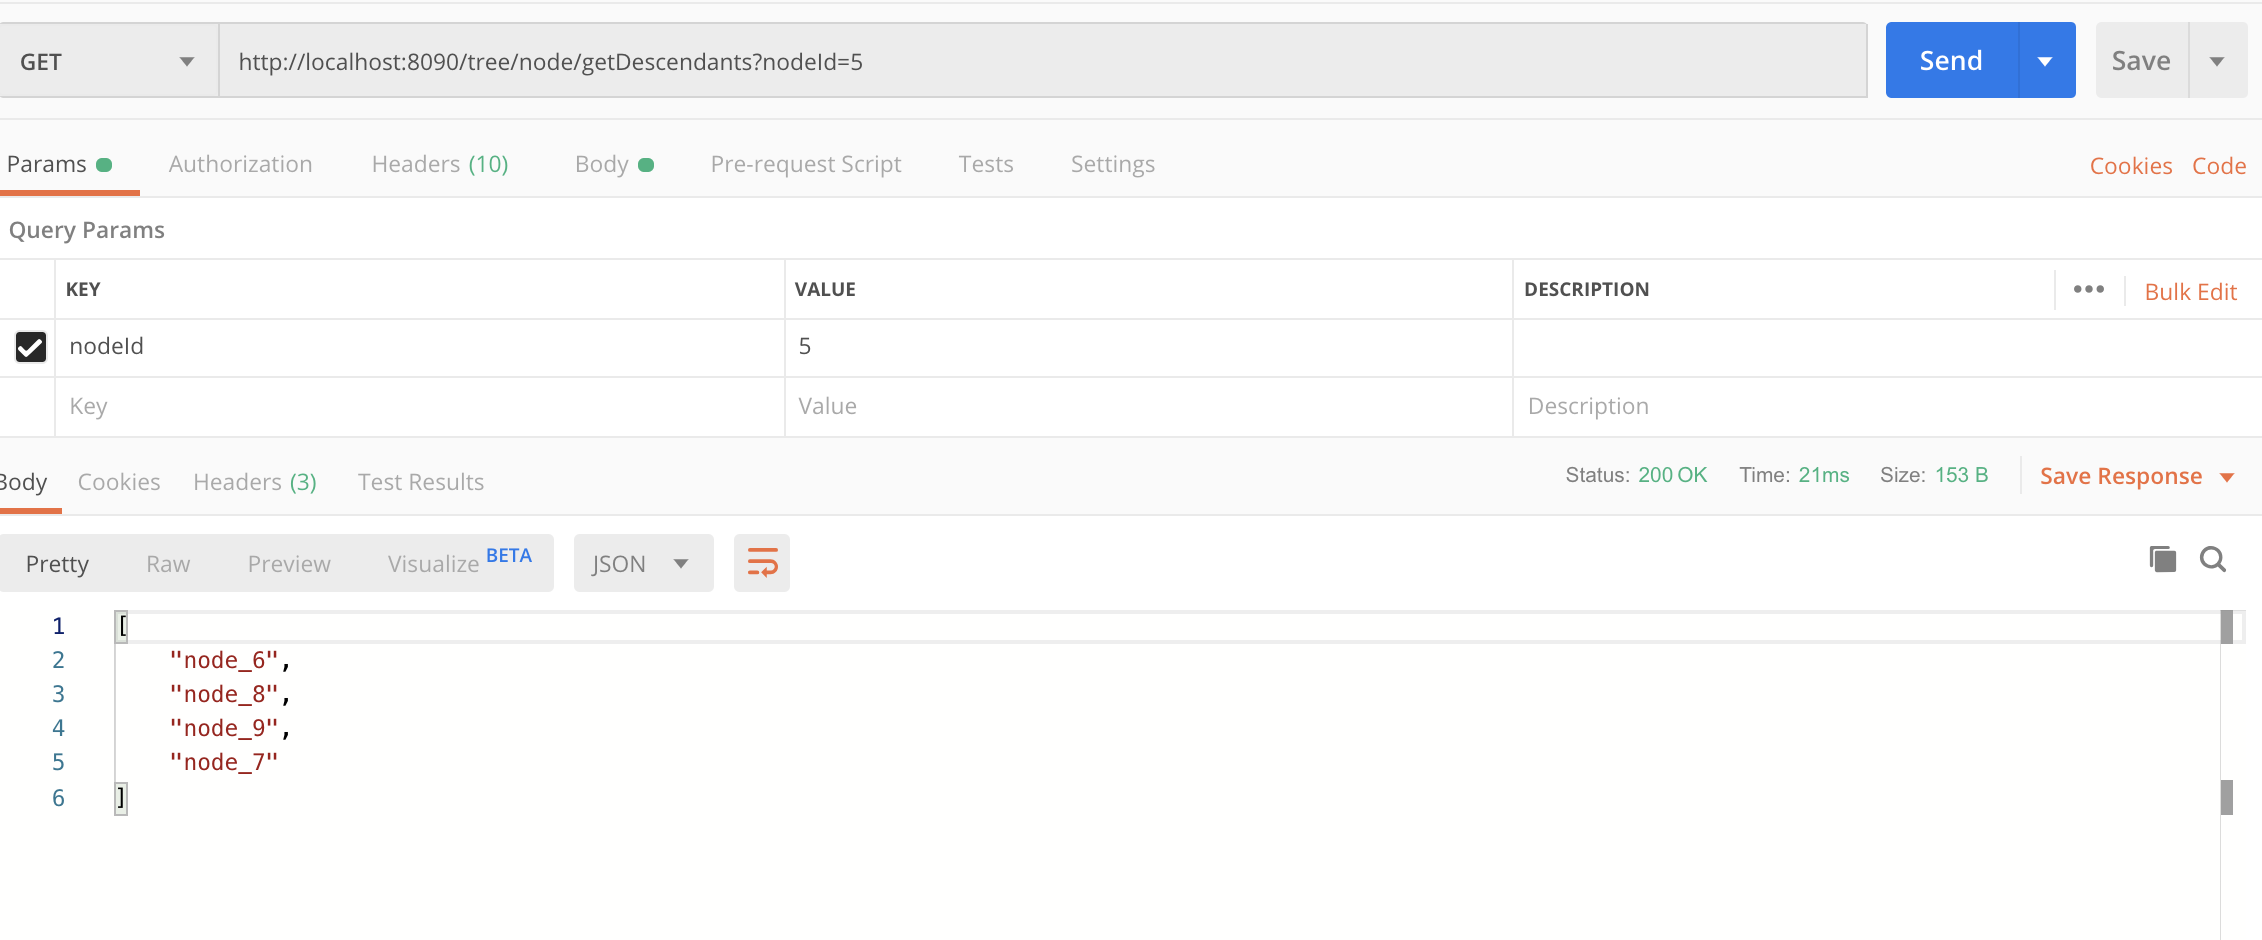 GET http://localhost:8090/tree/node/getDescendants?nodeId=5 Send Save
Params Authorization Headers (10) Body Pre-request Script Tests Settings Cookies Code
Query Params
KEY VALUE DESCRIPTION ••• Bulk Edit
nodeId 5
Key Value Description
Body Cookies Headers (3) Test Results Status: 200 OK Time: 21ms Size: 153 B Save Response
Pretty Raw Preview Visualize BETA JSON
1 [
2 "node_6",
3 "node_8",
4 "node_9",
5 "node_7"
6 ]